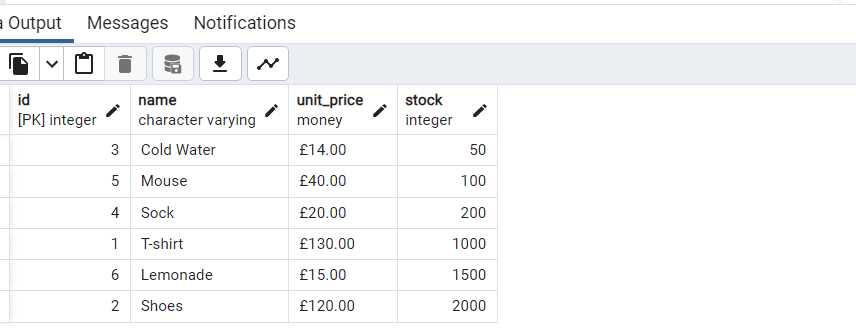 a Output Messages Notifications
id name unit_price stock
[PK] integer character varying money integer
3 Cold Water £14.00 50
5 Mouse £40.00 100
4 Sock £20.00 200
1 T-shirt £130.00 1000
6 Lemonade £15.00 1500
2 Shoes £120.00 2000